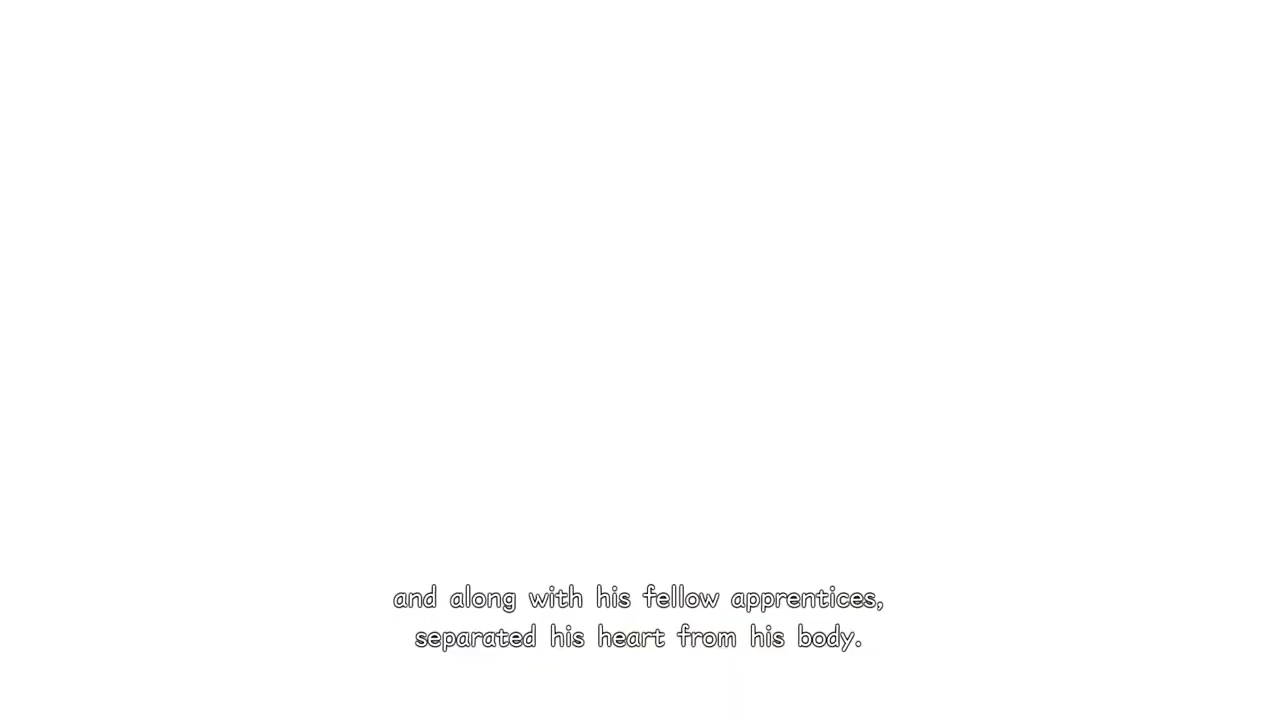 and along with his fellow apprentices,
separated his heart from his body.